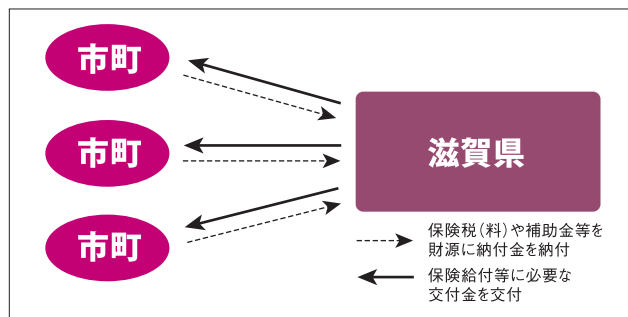 市町
市町
市町
滋賀県
保険税（料）や補助金等を
財源に納付金を納付
保険給付等に必要な
交付金を交付